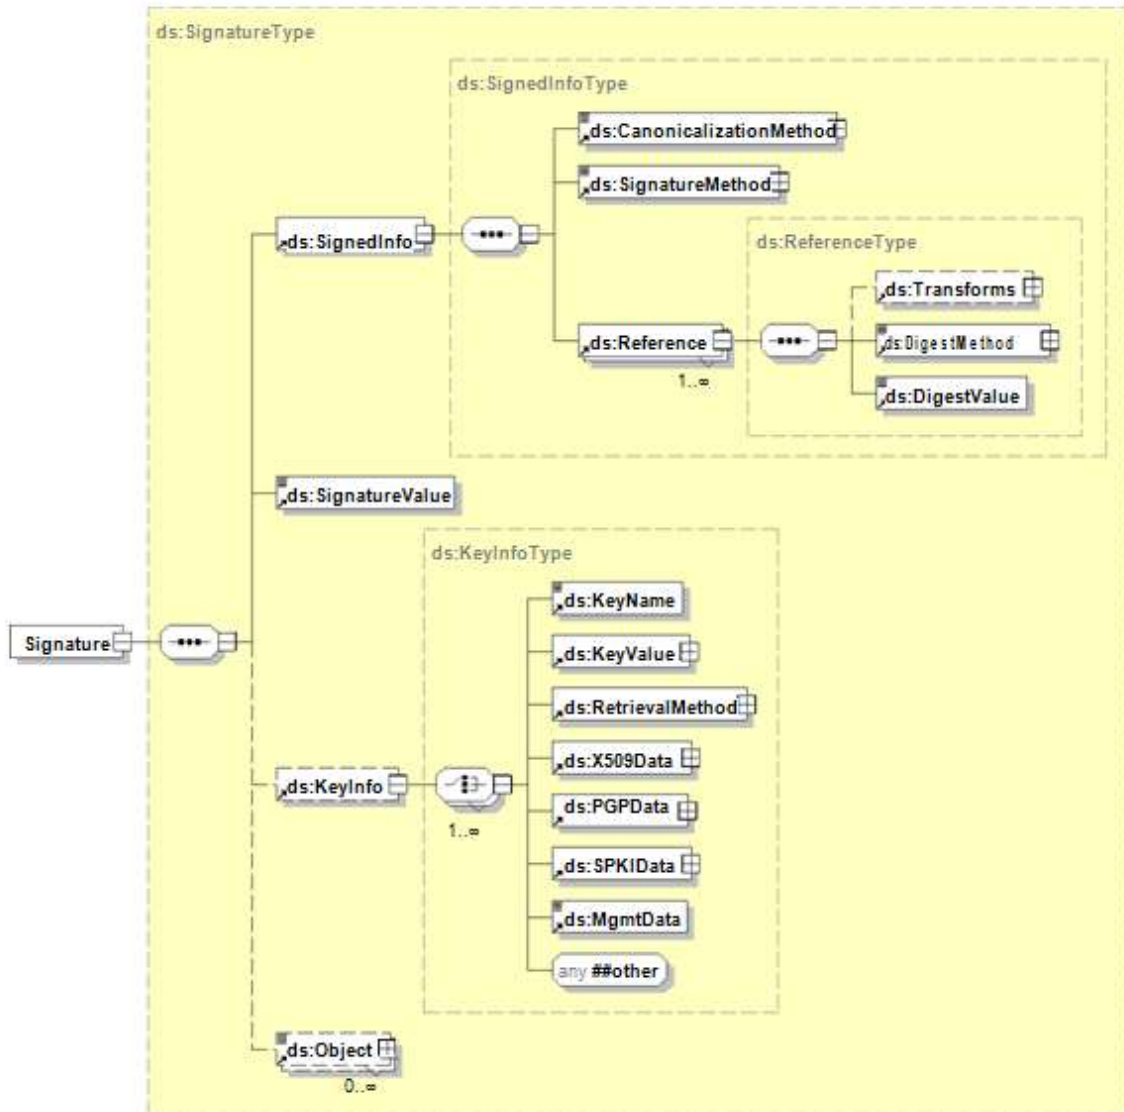 ds:SignatureType
ds:SignedInfoType
ds:CanonicalizationMethod
ds:SignatureMethod
ds:SignedInfo
ds:ReferenceType
ds:Transforms
ds:Reference
1..∞
ds:DigestMethod
ds:DigestValue
ds:SignatureValue
ds:KeyInfoType
ds:KeyName
Signature
ds:KeyValue
ds:RetrievalMethod
ds:X509Data
ds:KeyInfo
1..∞
ds:PGPData
ds:SPKIData
ds:MgmtData
any ##other
ds:Object
0..∞